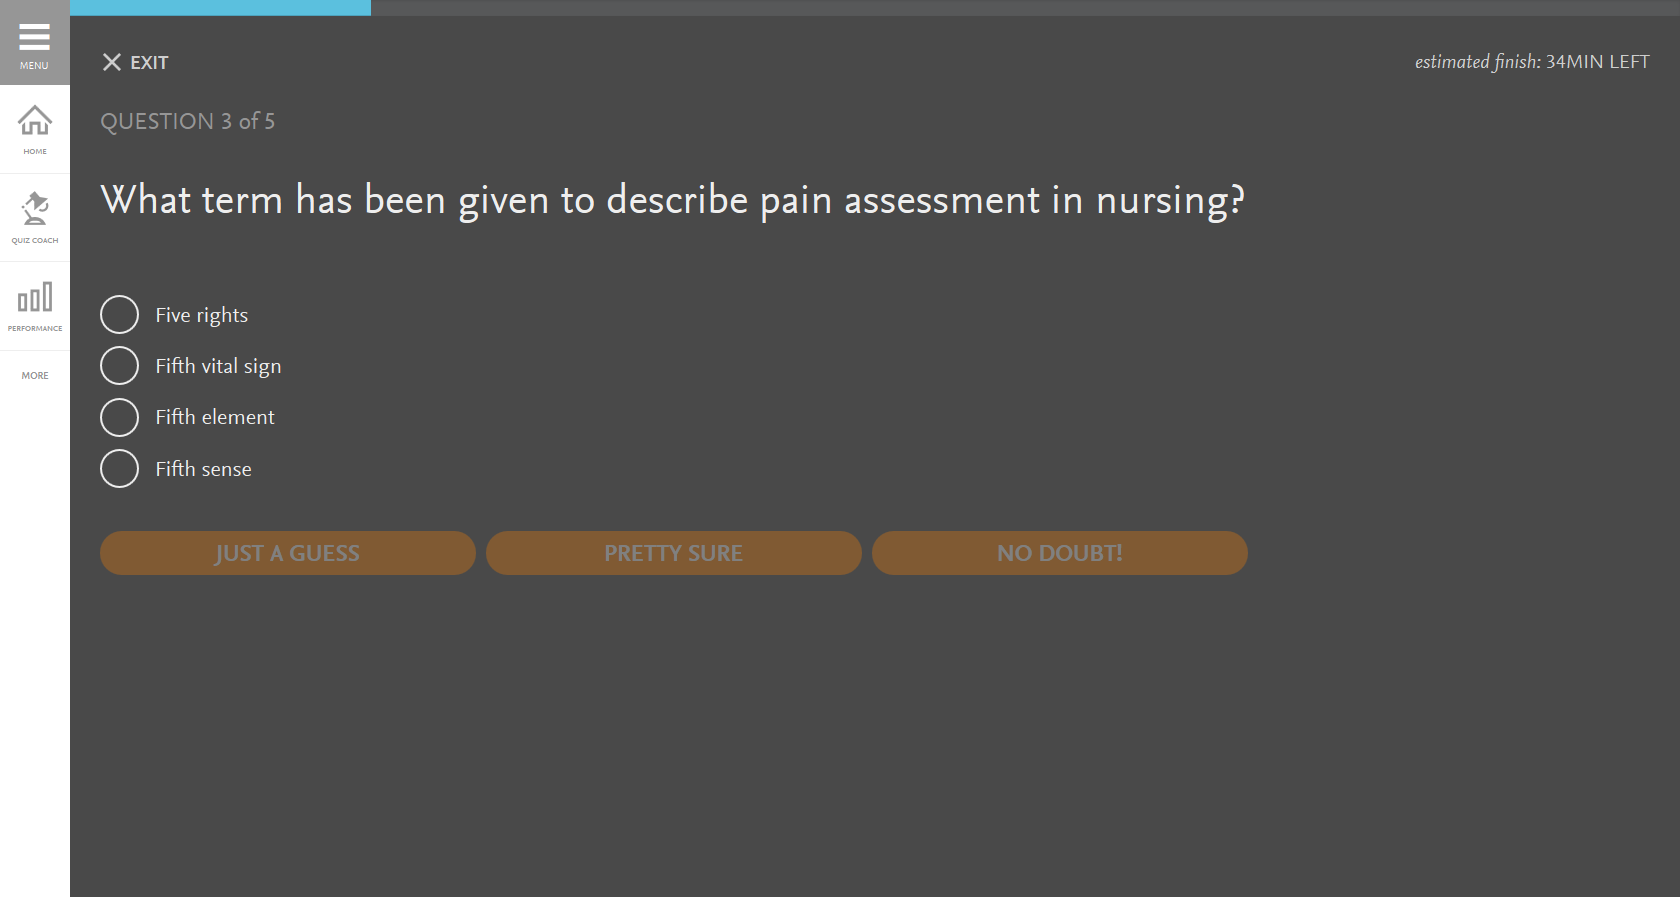 MENU
HOME
QUIZ COACH
PERFORMANCE
MORE
EXIT
estimated finish: 34MIN LEFT
QUESTION 3 of 5
What term has been given to describe pain assessment in nursing?
Five rights
Fifth vital sign
Fifth element
Fifth sense
JUST A GUESS
PRETTY SURE
NO DOUBT!